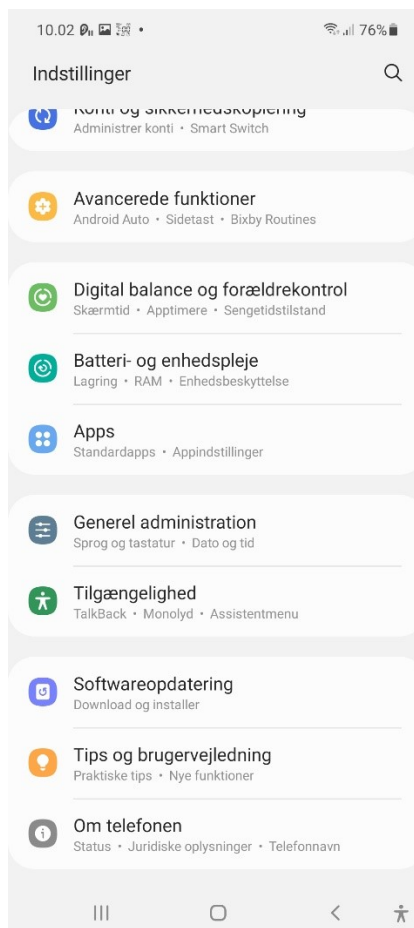 10.02 76%
Indstillinger
Konti og sikkerhedskopiering
Administrer konti • Smart Switch
Avancerede funktioner
Android Auto • Sidetast • Bixby Routines
Digital balance og forældrekontrol
Skærmtid • Apptimere • Sengetidstilstand
Batteri- og enhedspleje
Lagring • RAM • Enhedsbeskyttelse
Apps
Standardapps • Appindstillinger
Generel administration
Sprog og tastatur • Dato og tid
Tilgængelighed
TalkBack • Monolyd • Assistentmenu
Softwareopdatering
Download og installer
Tips og brugervejledning
Praktiske tips • Nye funktioner
Om telefonen
Status • Juridiske oplysninger • Telefonnavn